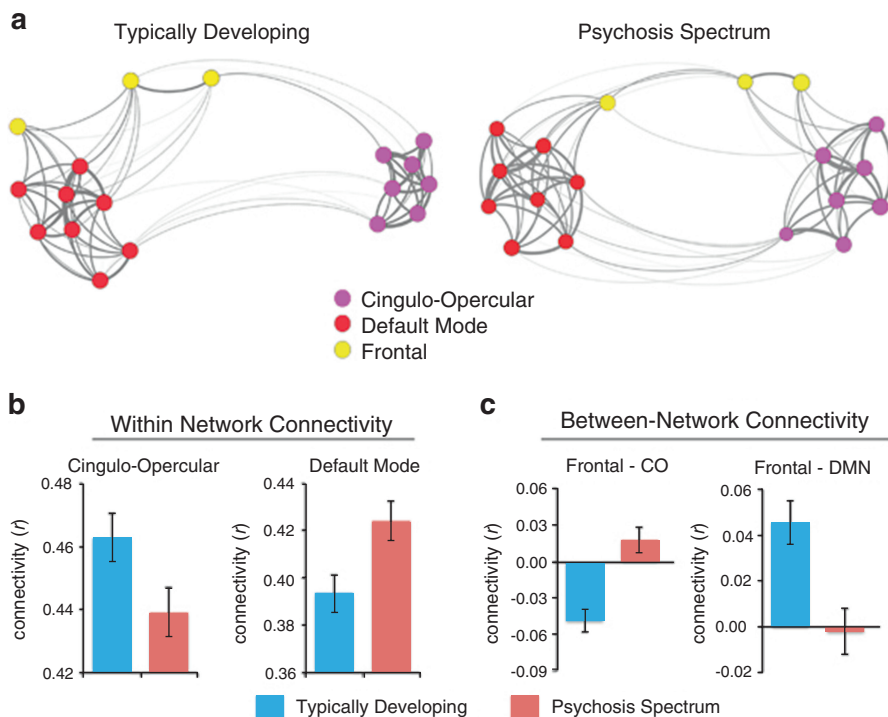 a
Typically Developing
Psychosis Spectrum
Cingulo-Opercular
Default Mode
Frontal
b
Within Network Connectivity
Cingulo-Opercular
connectivity (r)
0.48
0.46
0.44
0.42
Default Mode
connectivity (r)
0.44
0.42
0.40
0.38
0.36
c
Between-Network Connectivity
Frontal - CO
connectivity (r)
0.06
0.03
0.00
-0.03
-0.06
-0.09
Frontal - DMN
connectivity (r)
0.06
0.04
0.02
0.00
-0.02
Typically Developing
Psychosis Spectrum